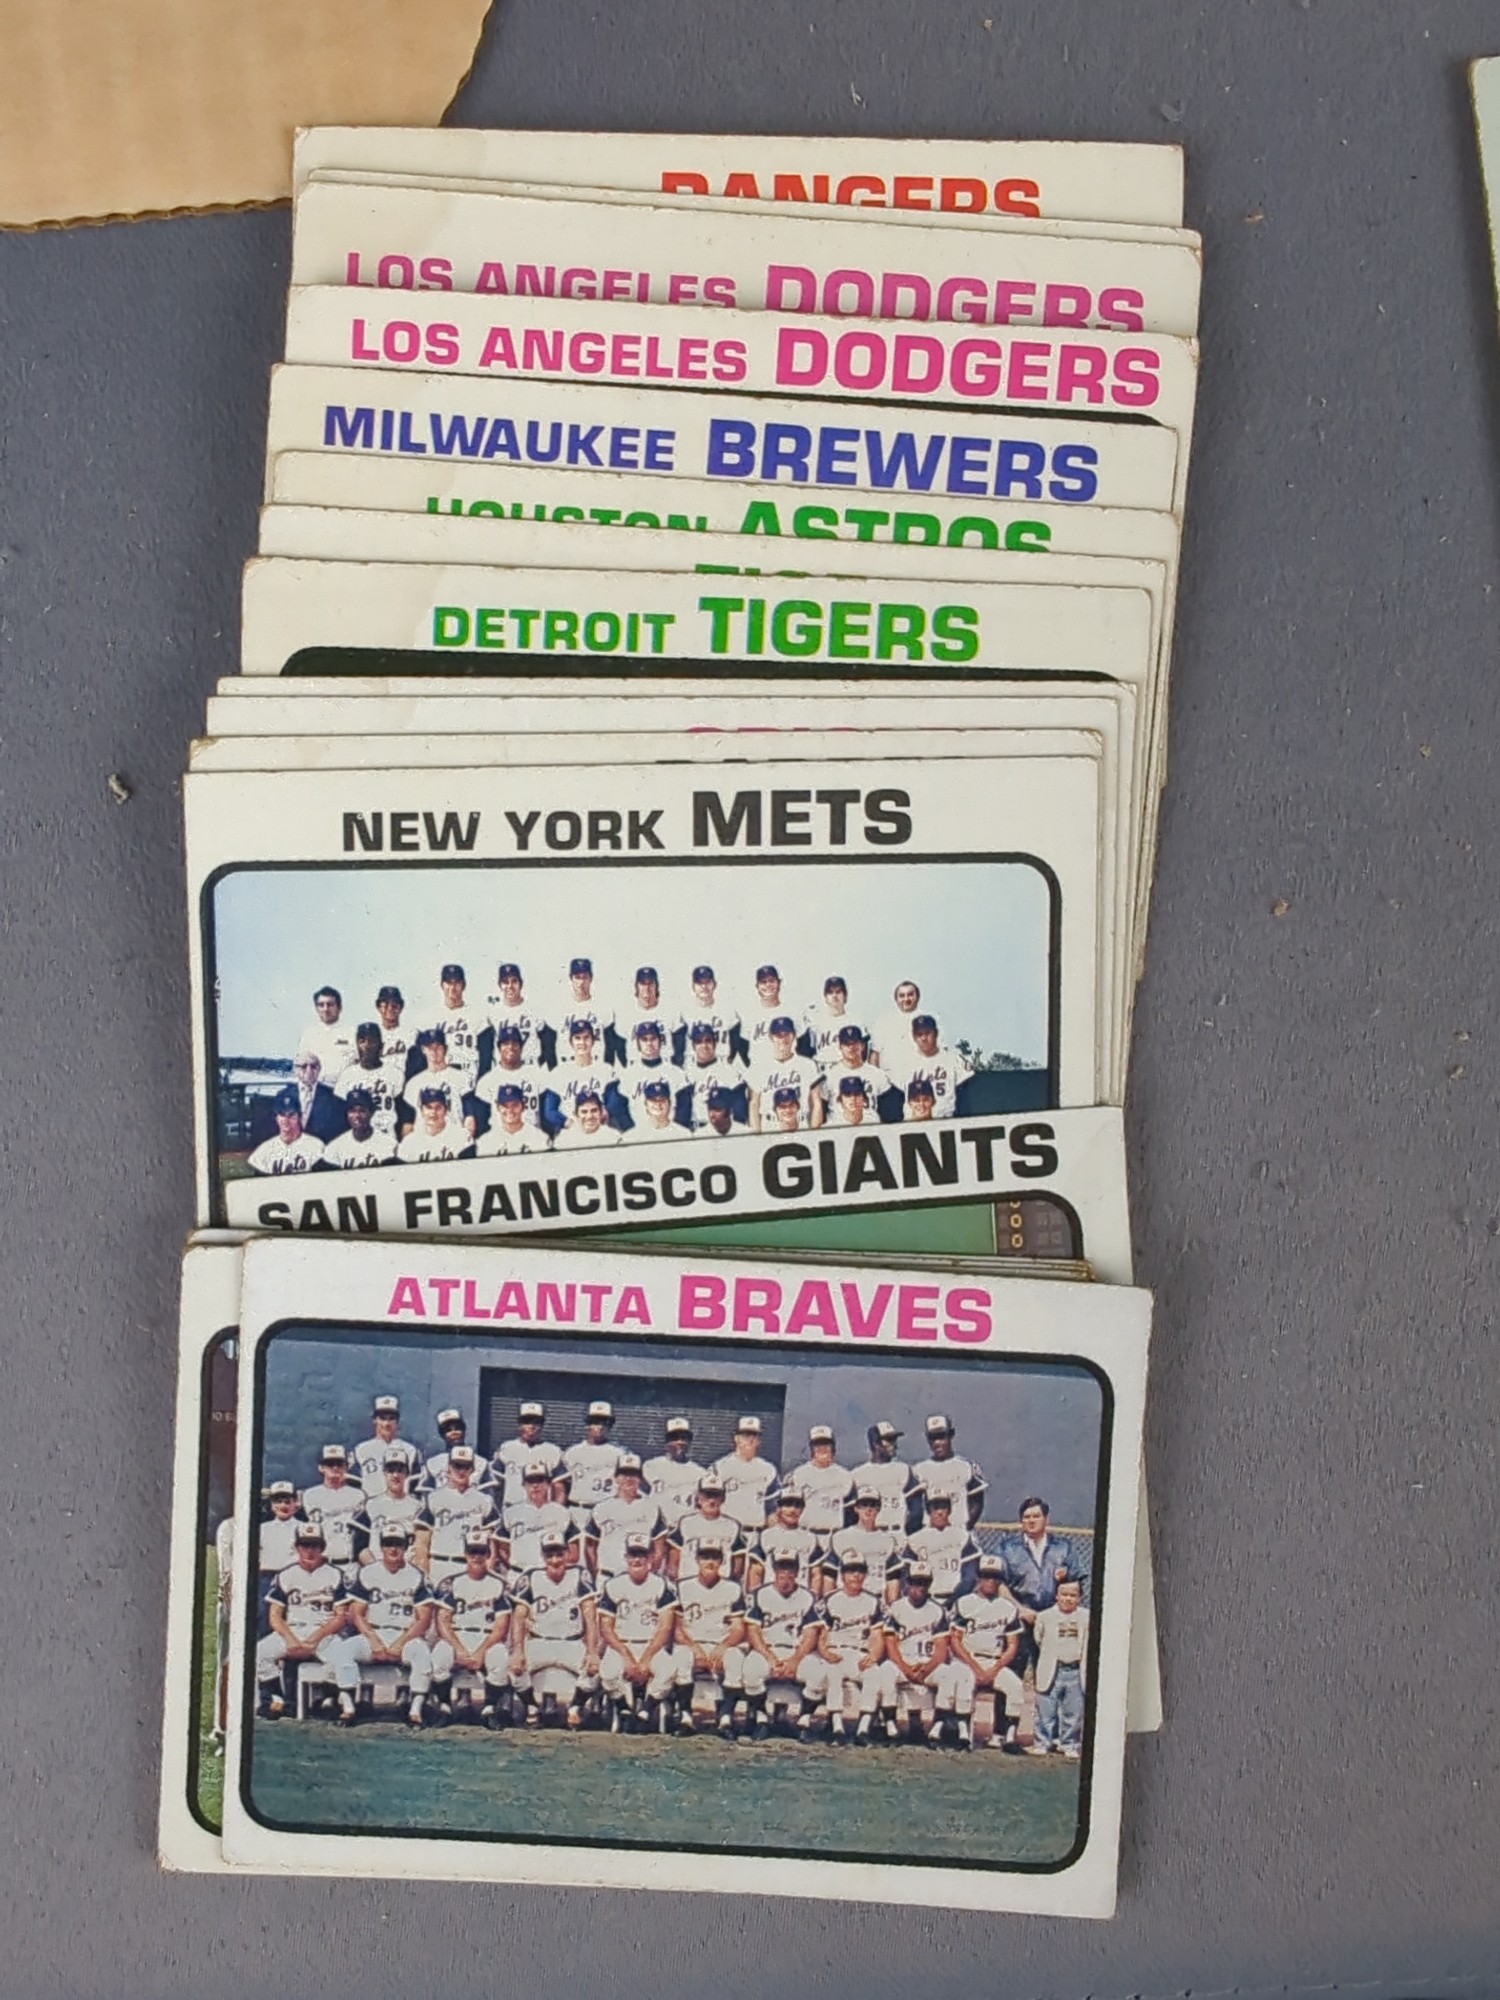 RANGERS
LOS ANGELES DODGERS
LOS ANGELES DODGERS
MILWAUKEE BREWERS
HOUSTON ASTROS
DETROIT TIGERS
NEW YORK METS
SAN FRANCISCO GIANTS
ATLANTA BRAVES